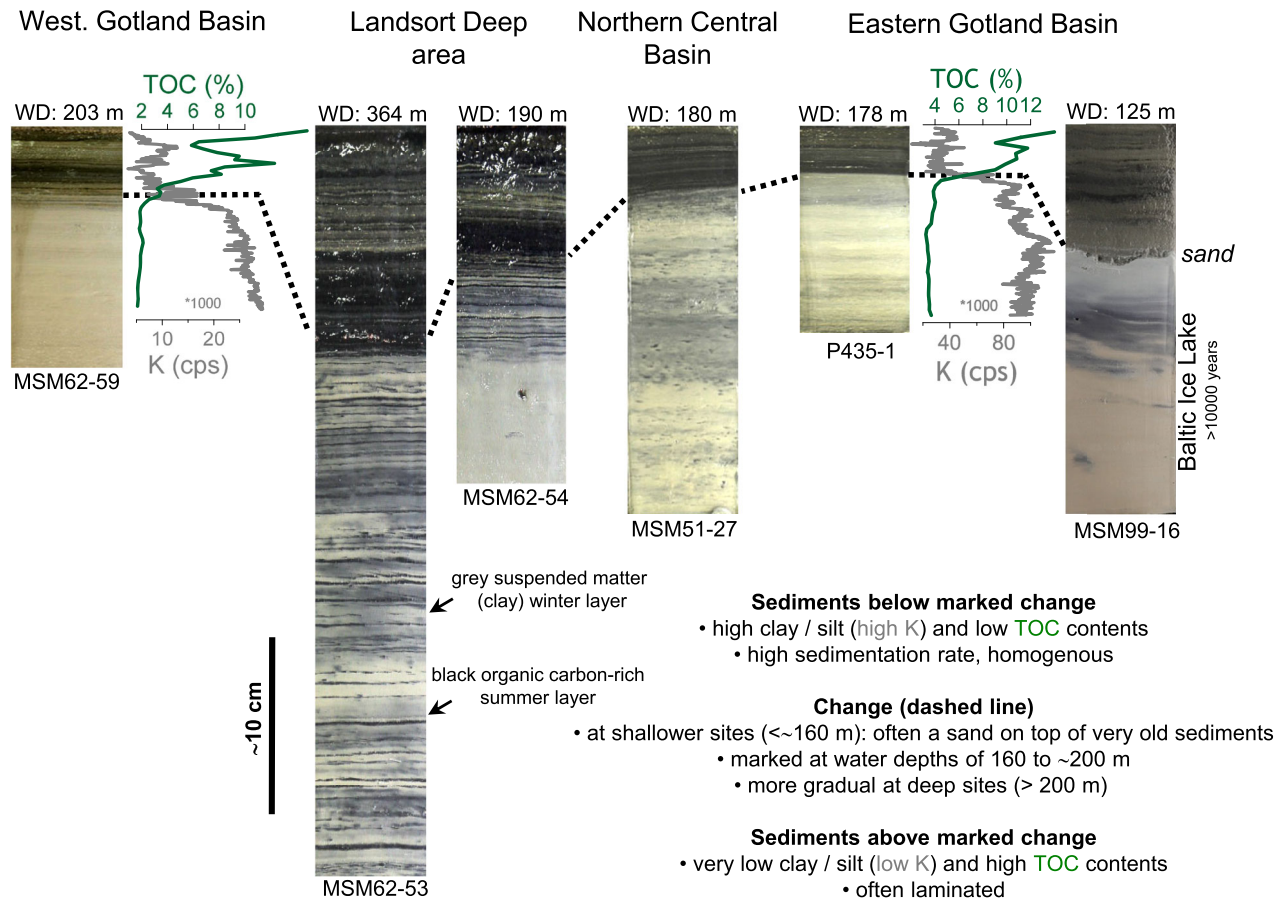 West. Gotland Basin
Landsort Deep
area
Northern Central
Basin
Eastern Gotland Basin
TOC (%)
2 4 6 8 10
TOC (%)
4 6 8 10 12
WD: 203 m
WD: 364 m
WD: 190 m
WD: 180 m
WD: 178 m
WD: 125 m
sand
*1000
10 20
K (cps)
*1000
40 80
K (cps)
Baltic Ice Lake
>10000 years
MSM62-59
P435-1
MSM62-54
MSM51-27
MSM99-16
grey suspended matter
(clay) winter layer
black organic carbon-rich
summer layer
~10 cm
MSM62-53
Sediments below marked change
• high clay / silt (high K) and low TOC contents
• high sedimentation rate, homogenous
Change (dashed line)
• at shallower sites (<~160 m): often a sand on top of very old sediments
• marked at water depths of 160 to ~200 m
• more gradual at deep sites (> 200 m)
Sediments above marked change
• very low clay / silt (low K) and high TOC contents
• often laminated